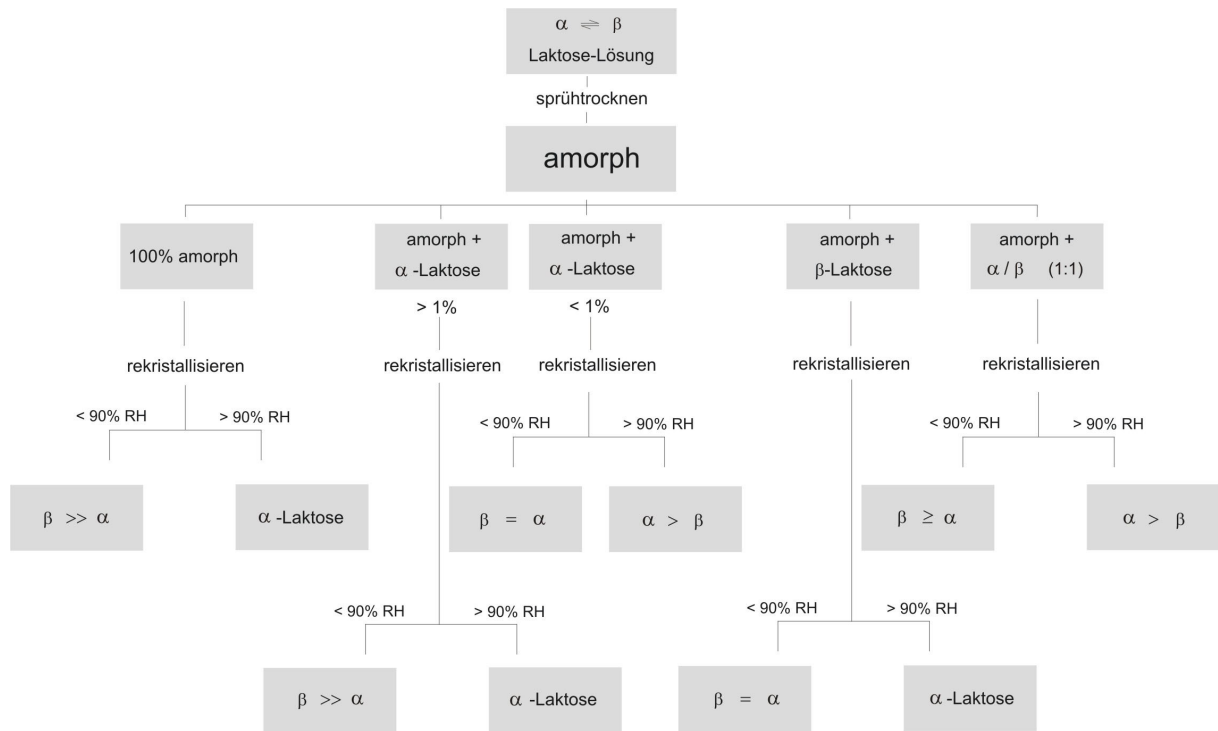 α ⇌ β
Laktose-Lösung
sprühtrocknen
amorph
100% amorph
amorph +
α -Laktose
> 1%
amorph +
α -Laktose
< 1%
amorph +
β-Laktose
amorph +
α / β (1:1)
rekristallisieren
rekristallisieren
rekristallisieren
rekristallisieren
rekristallisieren
< 90% RH
> 90% RH
< 90% RH
> 90% RH
< 90% RH
> 90% RH
β >> α
α -Laktose
β = α
α > β
β ≥ α
α > β
< 90% RH
> 90% RH
< 90% RH
> 90% RH
β >> α
α -Laktose
β = α
α -Laktose